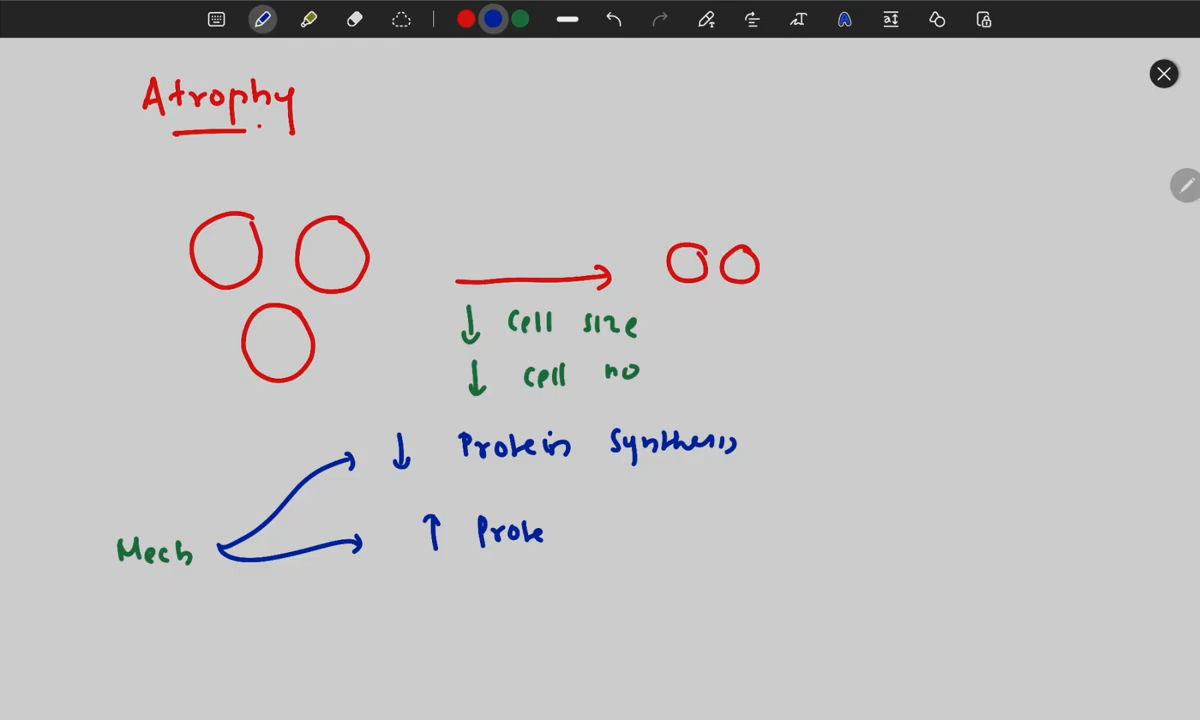 Atrophy
↓ cell size
↓ cell no
↓ Protein Synthesis
Mech
↑ Prote